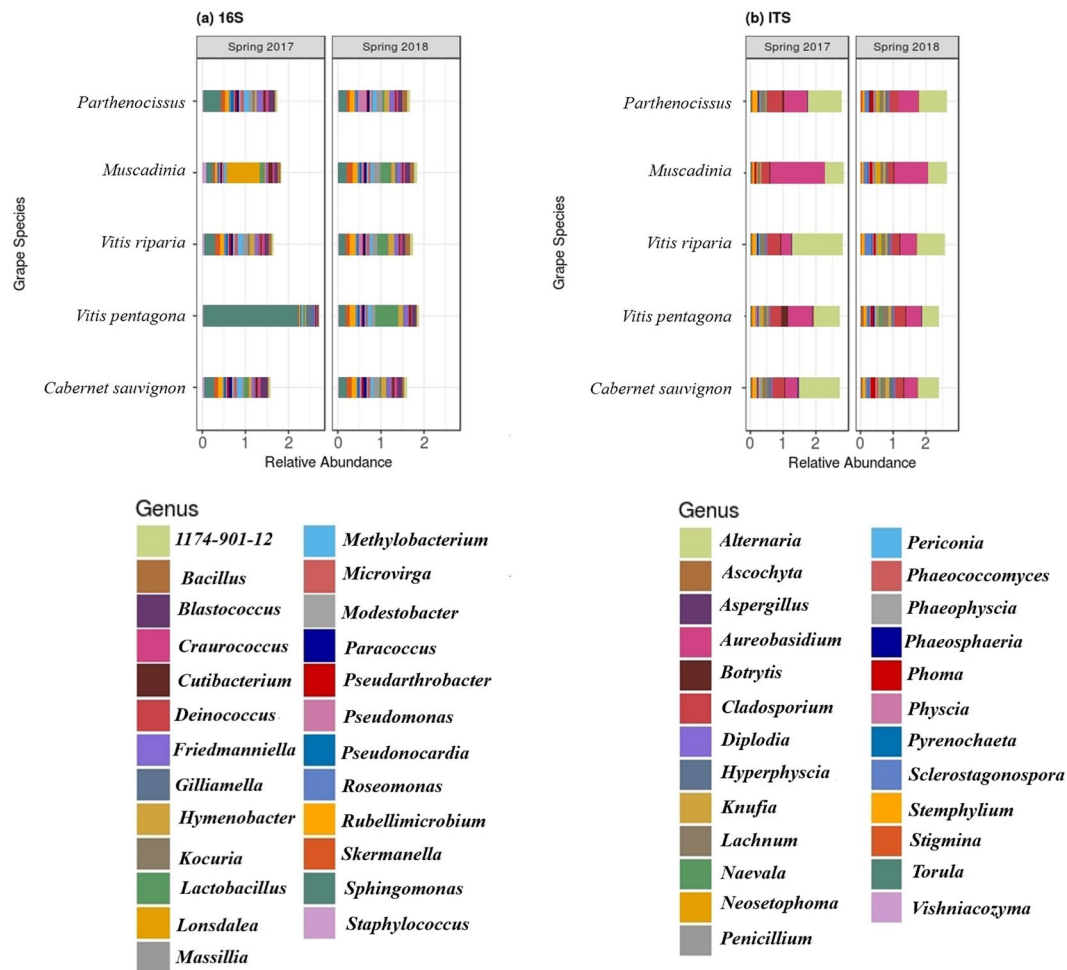 (a) 16S
Spring 2017
Spring 2018
Grape Species
Parthenocissus
Muscadinia
Vitis riparia
Vitis pentagona
Cabernet sauvignon
0 1 2 0 1 2
Relative Abundance
(b) ITS
Spring 2017
Spring 2018
Grape Species
Parthenocissus
Muscadinia
Vitis riparia
Vitis pentagona
Cabernet sauvignon
0 1 2 0 1 2
Relative Abundance
Genus
1174-901-12
Bacillus
Blastococcus
Craurococcus
Cutibacterium
Deinococcus
Friedmanniella
Gilliamella
Hymenobacter
Kocuria
Lactobacillus
Lonsdalea
Massillia
Methylobacterium
Microvirga
Modestobacter
Paracoccus
Pseudarthrobacter
Pseudomonas
Pseudonocardia
Roseomonas
Rubellimicrobium
Skermanella
Sphingomonas
Staphylococcus
Genus
Alternaria
Ascochyta
Aspergillus
Aureobasidium
Botrytis
Cladosporium
Diplodia
Hyperphyscia
Knufia
Lachnum
Naevala
Neosetophoma
Penicillium
Periconia
Phaeococcomyces
Phaeophyscia
Phaeosphaeria
Phoma
Physcia
Pyrenochaeta
Sclerostagonospora
Stemphylium
Stigmina
Torula
Vishniacozyma